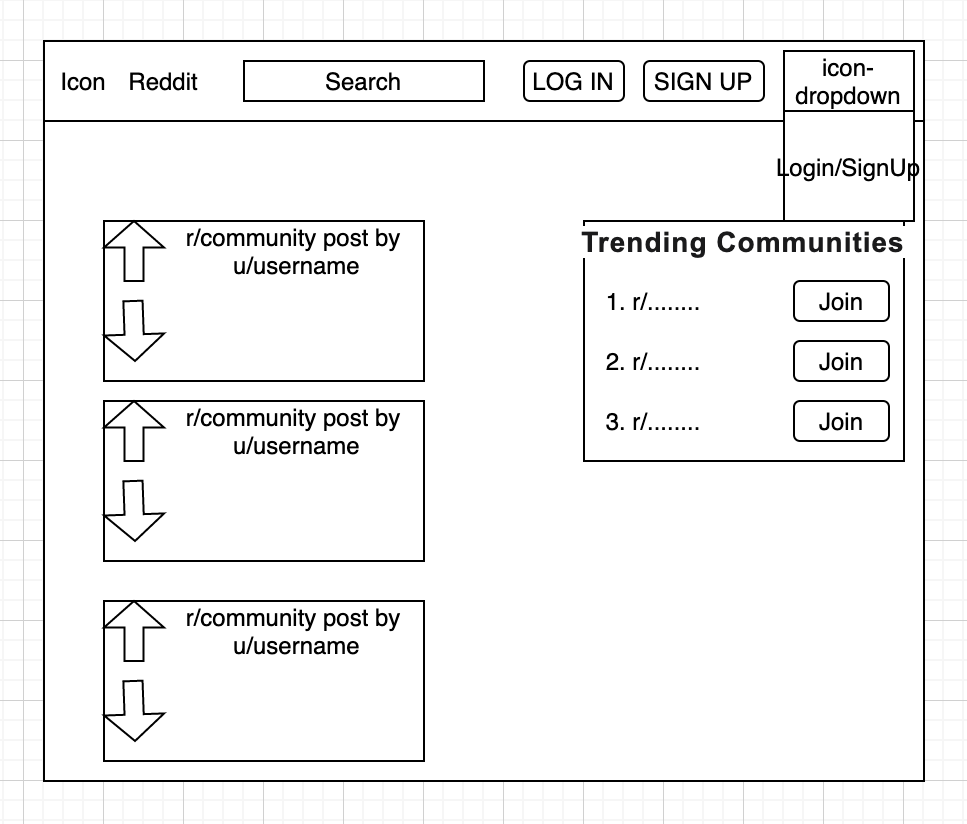 Icon Reddit Search LOG IN SIGN UP icon-
dropdown
Login/SignUp
r/community post by
u/username
r/community post by
u/username
r/community post by
u/username
Trending Communities
1. r/........ Join
2. r/........ Join
3. r/........ Join